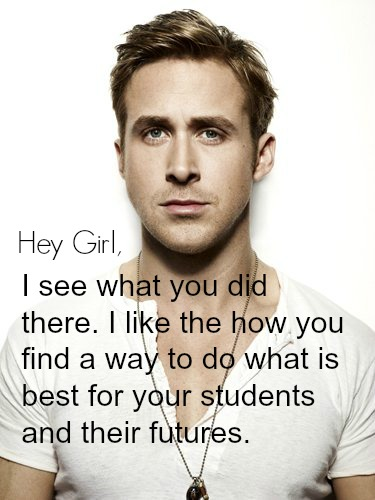 Hey Girl,
I see what you did
there. I like the how you
find a way to do what is
best for your students
and their futures.